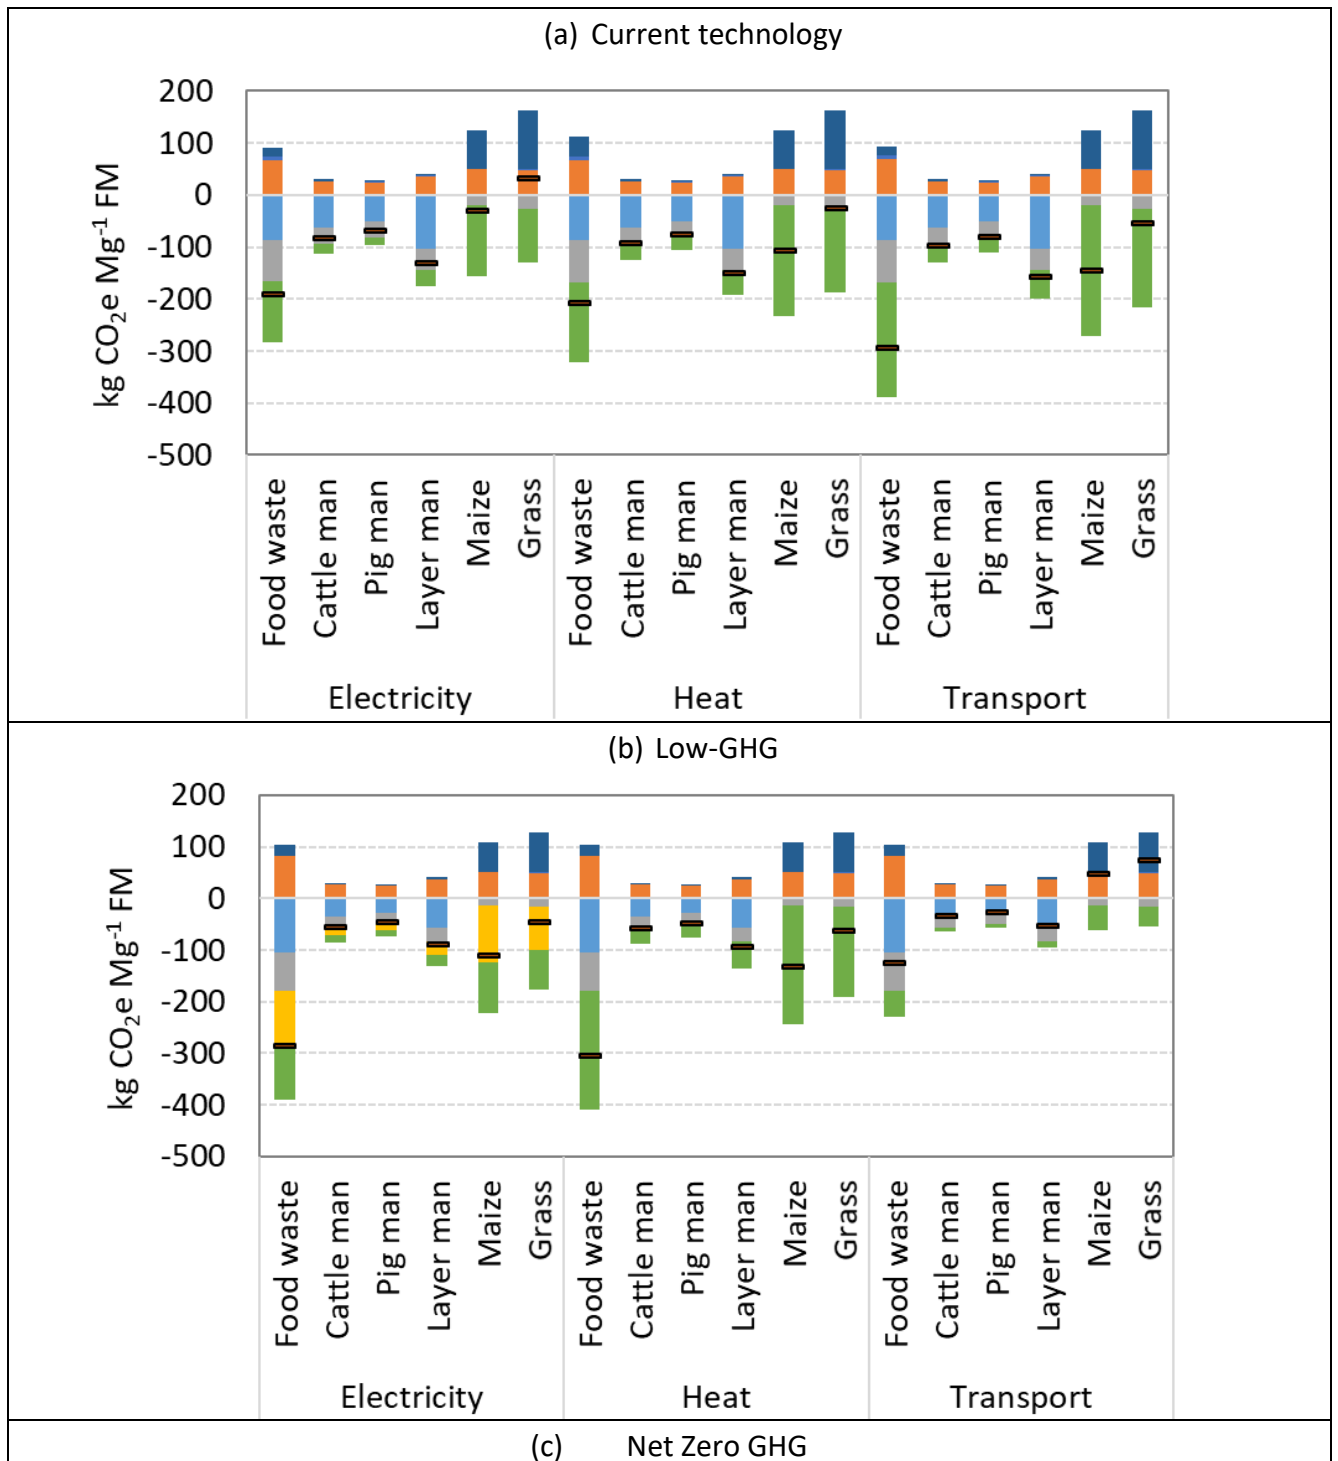 (a) Current technology
200
100
0
-100
-200
-300
-400
-500
kg CO₂e Mg⁻¹ FM
Food waste
Cattle man
Pig man
Layer man
Maize
Grass
Food waste
Cattle man
Pig man
Layer man
Maize
Grass
Food waste
Cattle man
Pig man
Layer man
Maize
Grass
Electricity
Heat
Transport
(b) Low-GHG
200
100
0
-100
-200
-300
-400
-500
kg CO₂e Mg⁻¹ FM
Food waste
Cattle man
Pig man
Layer man
Maize
Grass
Food waste
Cattle man
Pig man
Layer man
Maize
Grass
Food waste
Cattle man
Pig man
Layer man
Maize
Grass
Electricity
Heat
Transport
(c) Net Zero GHG